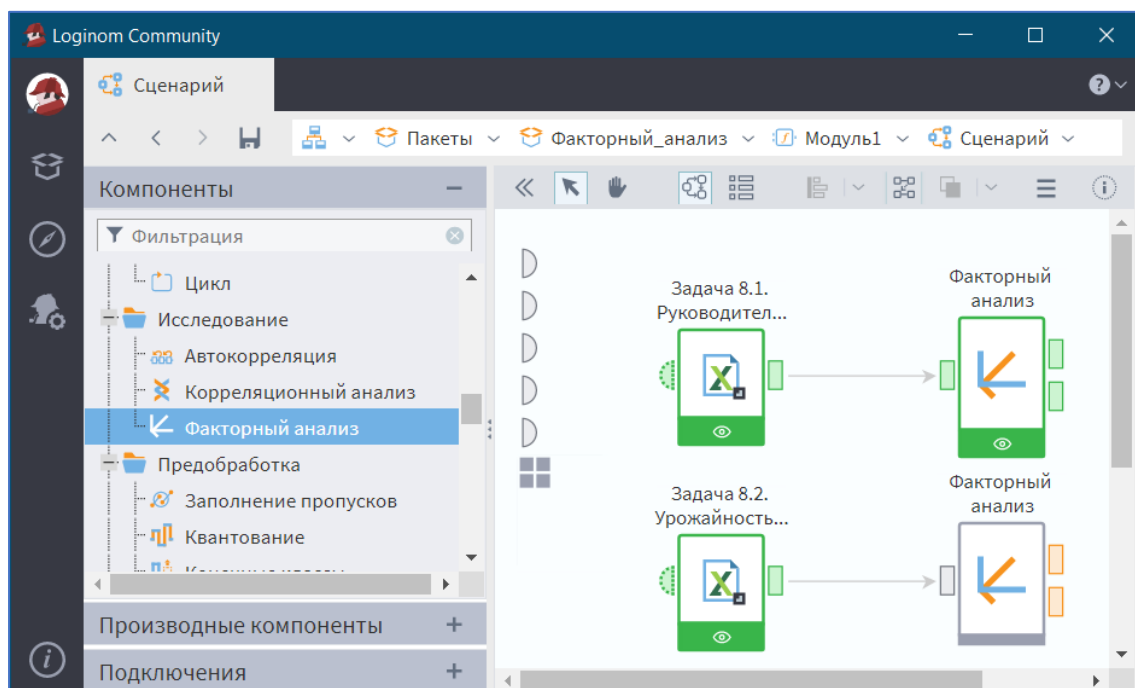 Loginom Community
Сценарий
Пакеты
Факторный_анализ
Модуль1
Сценарий
Компоненты
Фильтрация
Цикл
Исследование
Автокорреляция
Корреляционный анализ
Факторный анализ
Предобработка
Заполнение пропусков
Квантование
Производные компоненты
Подключения
Задача 8.1.
Руководител...
Факторный
анализ
Задача 8.2.
Урожайность...
Факторный
анализ